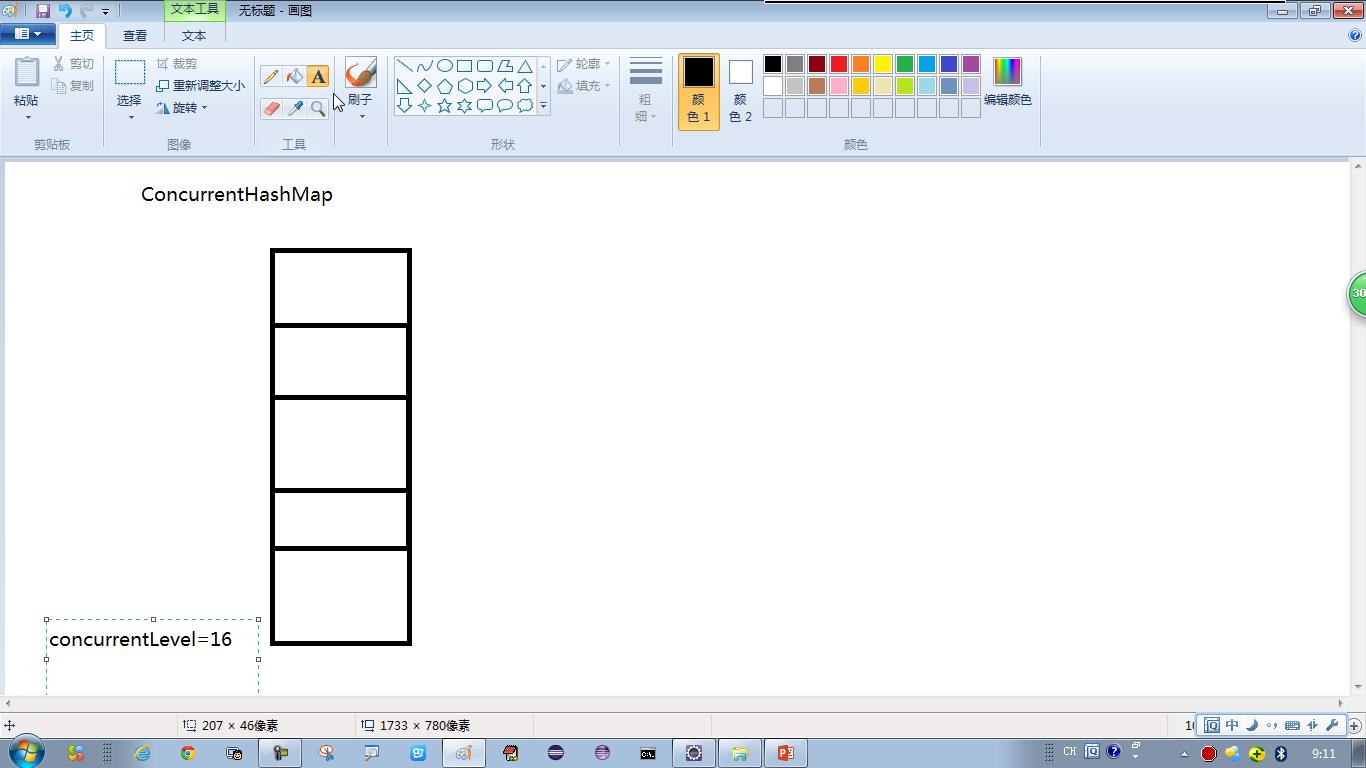 文本工具
无标题 - 画图
主页
查看
文本
粘贴
剪切
复制
剪贴板
选择
裁剪
重新调整大小
旋转
图像
A
工具
刷子
轮廓
填充
形状
粗
细
颜
色 1
颜
色 2
编辑颜色
颜色
ConcurrentHashMap
30
concurrentLevel=16
207 × 46像素
1733 × 780像素
中
CH
9:11